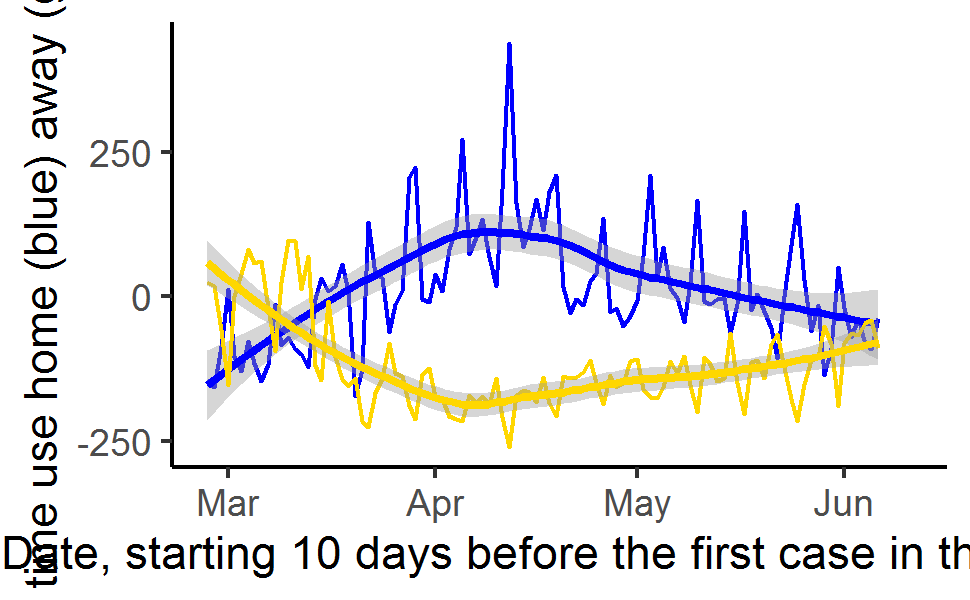 time use home (blue) away (
250
0
-250
Mar Apr May Jun
Date, starting 10 days before the first case in th